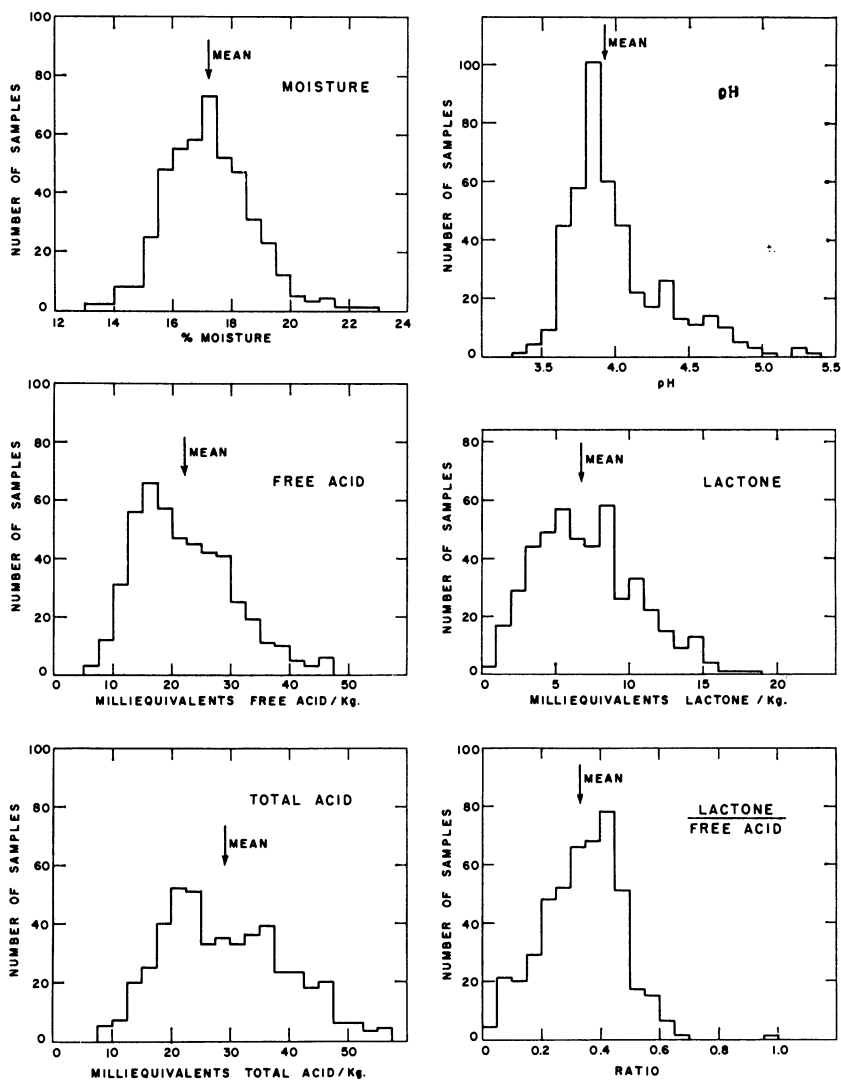 100
80
60
40
20
0
NUMBER OF SAMPLES
MEAN
MOISTURE
12 14 16 18 20 22 24
% MOISTURE
100
80
60
40
20
0
NUMBER OF SAMPLES
MEAN
pH
3.5 4.0 4.5 5.0 5.5
pH
100
80
60
40
20
0
NUMBER OF SAMPLES
MEAN
FREE ACID
0 10 20 30 40 50
MILLIEQUIVALENTS FREE ACID/Kg.
80
60
40
20
0
NUMBER OF SAMPLES
MEAN
LACTONE
0 5 10 15 20
MILLIEQUIVALENTS LACTONE /Kg.
100
80
60
40
20
0
NUMBER OF SAMPLES
MEAN
TOTAL ACID
0 10 20 30 40 50
MILLIEQUIVALENTS TOTAL ACID/Kg.
100
80
60
40
20
0
NUMBER OF SAMPLES
MEAN
LACTONE
FREE ACID
0 0.2 0.4 0.6 0.8 1.0
RATIO